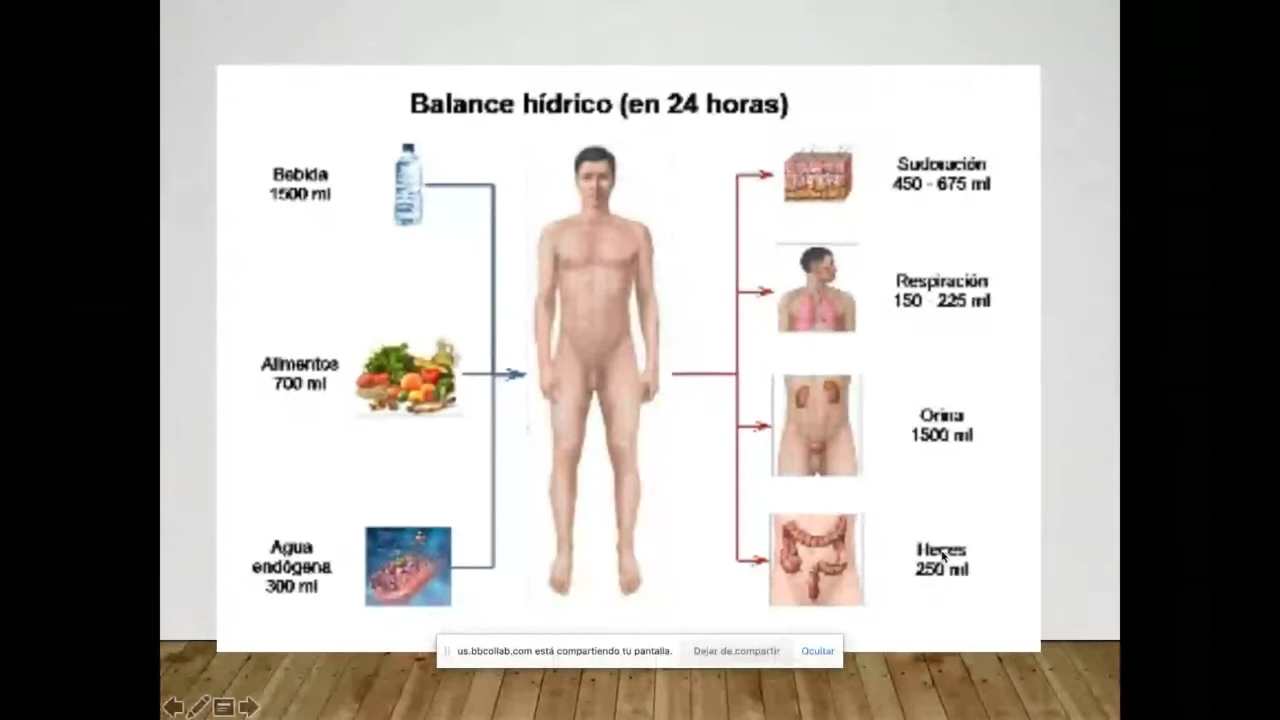 Balance hídrico (en 24 horas)
Bebida
1500 ml
Alimentos
700 ml
Agua
endógena
300 ml
Sudoración
450 - 675 ml
Respiración
150 - 225 ml
Orina
1500 ml
Heces
250 ml
us.bbcollab.com está compartiendo tu pantalla.
Dejar de compartir
Ocultar